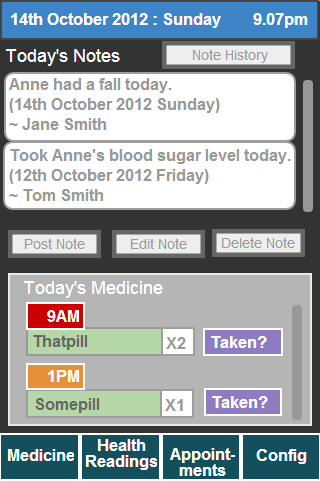 14th October 2012 : Sunday 9.07pm
Today's Notes Note History
Anne had a fall today.
(14th October 2012 Sunday)
~ Jane Smith
Took Anne's blood sugar level today.
(12th October 2012 Friday)
~ Tom Smith
Post Note Edit Note Delete Note
Today's Medicine
9AM
Thatpill X2 Taken?
1PM
Somepill X1 Taken?
Medicine
Health
Readings
Appoint-
ments
Config